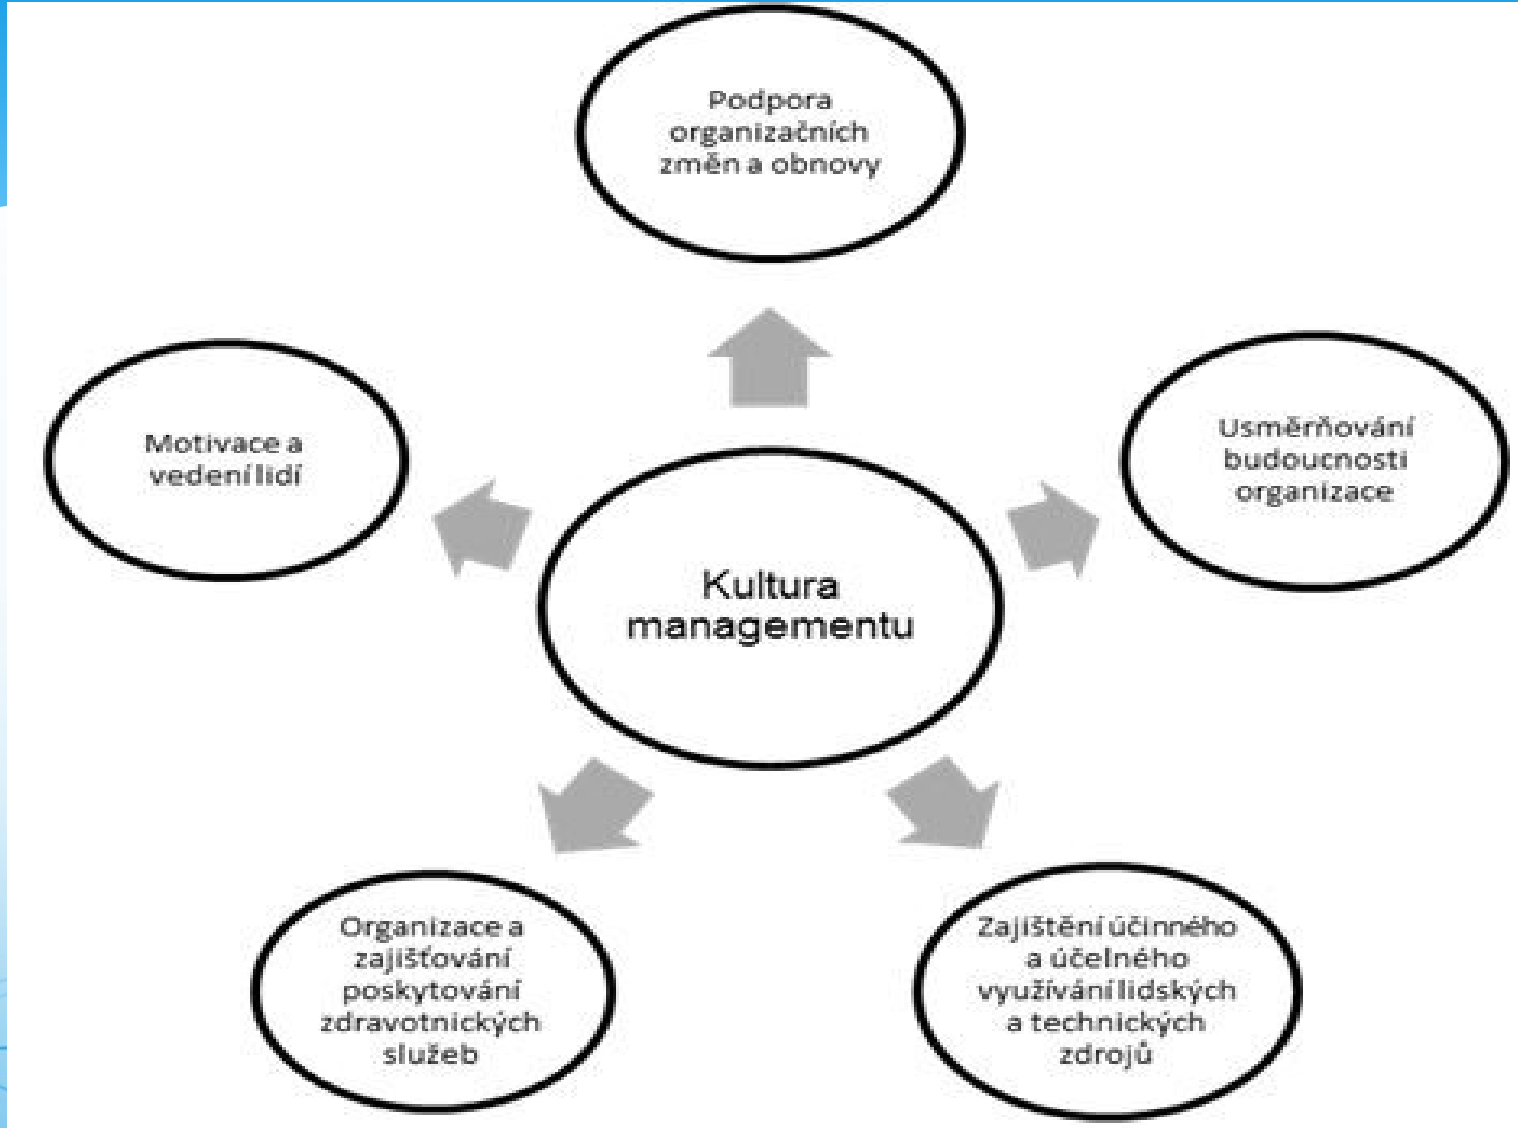 Podpora
organizačních
změn a obnovy
Motivace a
vedení lidí
Usměrňování
budoucnosti
organizace
Kultura
managementu
Organizace a
zajišťování
poskytování
zdravotnických
služeb
Zajištění účinného
a účelného
využívání lidských
a technických
zdrojů